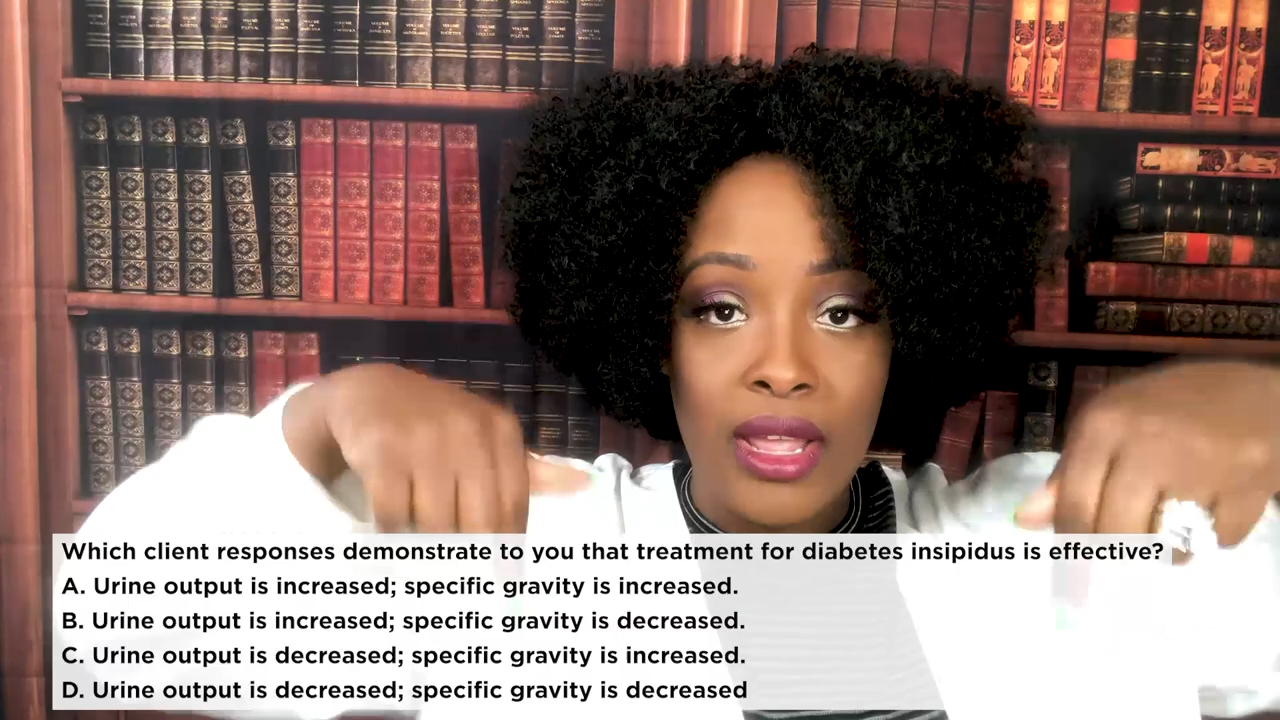 Which client responses demonstrate to you that treatment for diabetes insipidus is effective?
A. Urine output is increased; specific gravity is increased.
B. Urine output is increased; specific gravity is decreased.
C. Urine output is decreased; specific gravity is increased.
D. Urine output is decreased; specific gravity is decreased